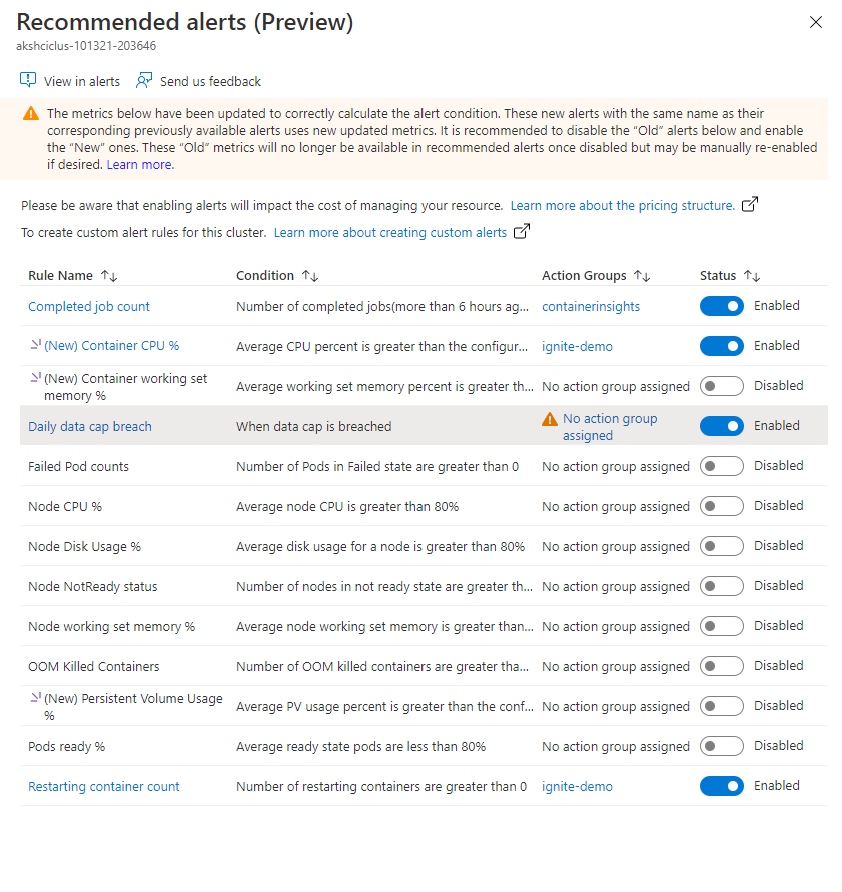 Recommended alerts (Preview)
akshciclus-101321-203646
View in alerts Send us feedback
The metrics below have been updated to correctly calculate the alert condition. These new alerts with the same name as their
corresponding previously available alerts uses new updated metrics. It is recommended to disable the “Old” alerts below and enable
the “New” ones. These “Old” metrics will no longer be available in recommended alerts once disabled but may be manually re-enabled
if desired. Learn more.
Please be aware that enabling alerts will impact the cost of managing your resource. Learn more about the pricing structure.
To create custom alert rules for this cluster. Learn more about creating custom alerts
Rule Name Condition Action Groups Status
Completed job count Number of completed jobs(more than 6 hours ag... containerinsights Enabled
(New) Container CPU % Average CPU percent is greater than the configur... ignite-demo Enabled
(New) Container working set
memory % Average working set memory percent is greater th... No action group assigned Disabled
Daily data cap breach When data cap is breached No action group
assigned Enabled
Failed Pod counts Number of Pods in Failed state are greater than 0 No action group assigned Disabled
Node CPU % Average node CPU is greater than 80% No action group assigned Disabled
Node Disk Usage % Average disk usage for a node is greater than 80% No action group assigned Disabled
Node NotReady status Number of nodes in not ready state are greater th... No action group assigned Disabled
Node working set memory % Average node working set memory is greater than... No action group assigned Disabled
OOM Killed Containers Number of OOM killed containers are greater tha... No action group assigned Disabled
(New) Persistent Volume Usage
% Average PV usage percent is greater than the conf... No action group assigned Disabled
Pods ready % Average ready state pods are less than 80% No action group assigned Disabled
Restarting container count Number of restarting containers are greater than 0 ignite-demo Enabled